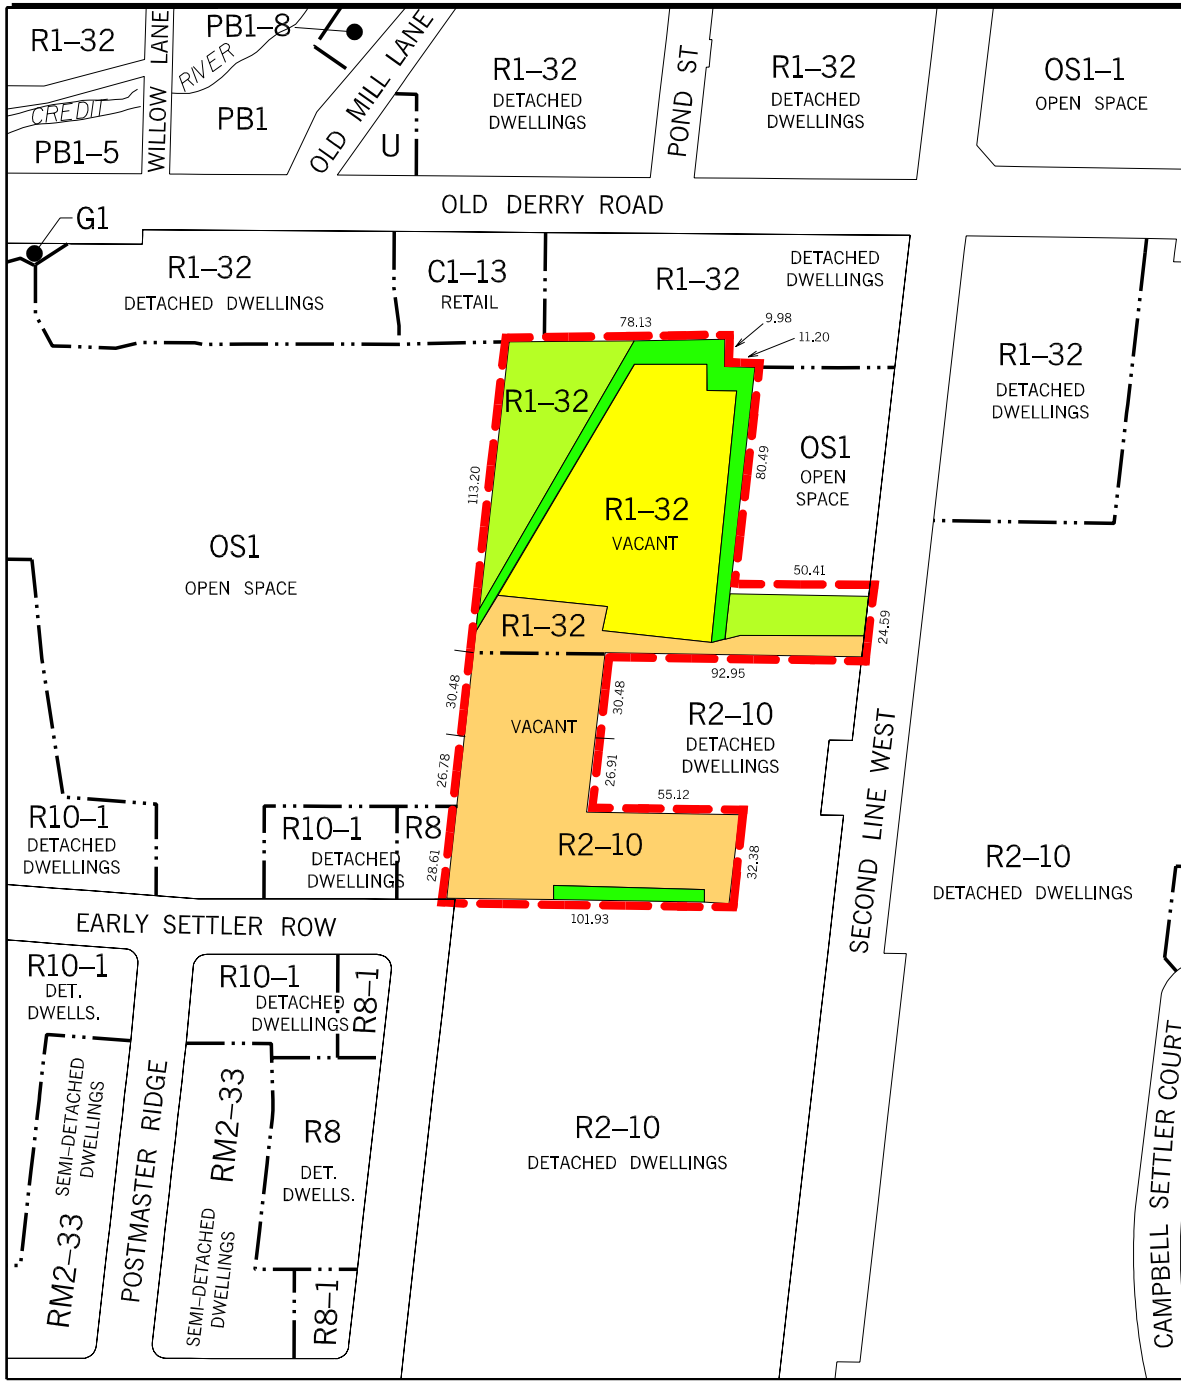 R1–32
WILLOW LANE
PB1–8
RIVER
CREDIT
PB1–5
PB1
OLD MILL LANE
U
R1–32
DETACHED
DWELLINGS
POND ST
R1–32
DETACHED
DWELLINGS
OS1–1
OPEN SPACE
OLD DERRY ROAD
G1
R1–32
DETACHED DWELLINGS
C1–13
RETAIL
R1–32
DETACHED
DWELLINGS
78.13
9.98
11.20
R1–32
DETACHED
DWELLINGS
R1–32
113.20
80.49
OS1
OPEN
SPACE
R1–32
VACANT
OS1
OPEN SPACE
50.41
24.59
R1–32
92.95
30.48
30.48
VACANT
R2–10
DETACHED
DWELLINGS
26.78
26.91
55.12
SECOND LINE WEST
R10–1
DETACHED
DWELLINGS
R10–1
DETACHED
DWELLINGS
R8
28.61
R2–10
32.38
R2–10
DETACHED DWELLINGS
101.93
EARLY SETTLER ROW
R10–1
DET.
DWELLS.
R10–1
DETACHED
DWELLINGS
R8–1
SEMI–DETACHED
DWELLINGS
RM2–33
POSTMASTER RIDGE
RM2–33
SEMI–DETACHED
DWELLINGS
R8
DET.
DWELLS.
R8–1
R2–10
DETACHED DWELLINGS
CAMPBELL SETTLER COURT